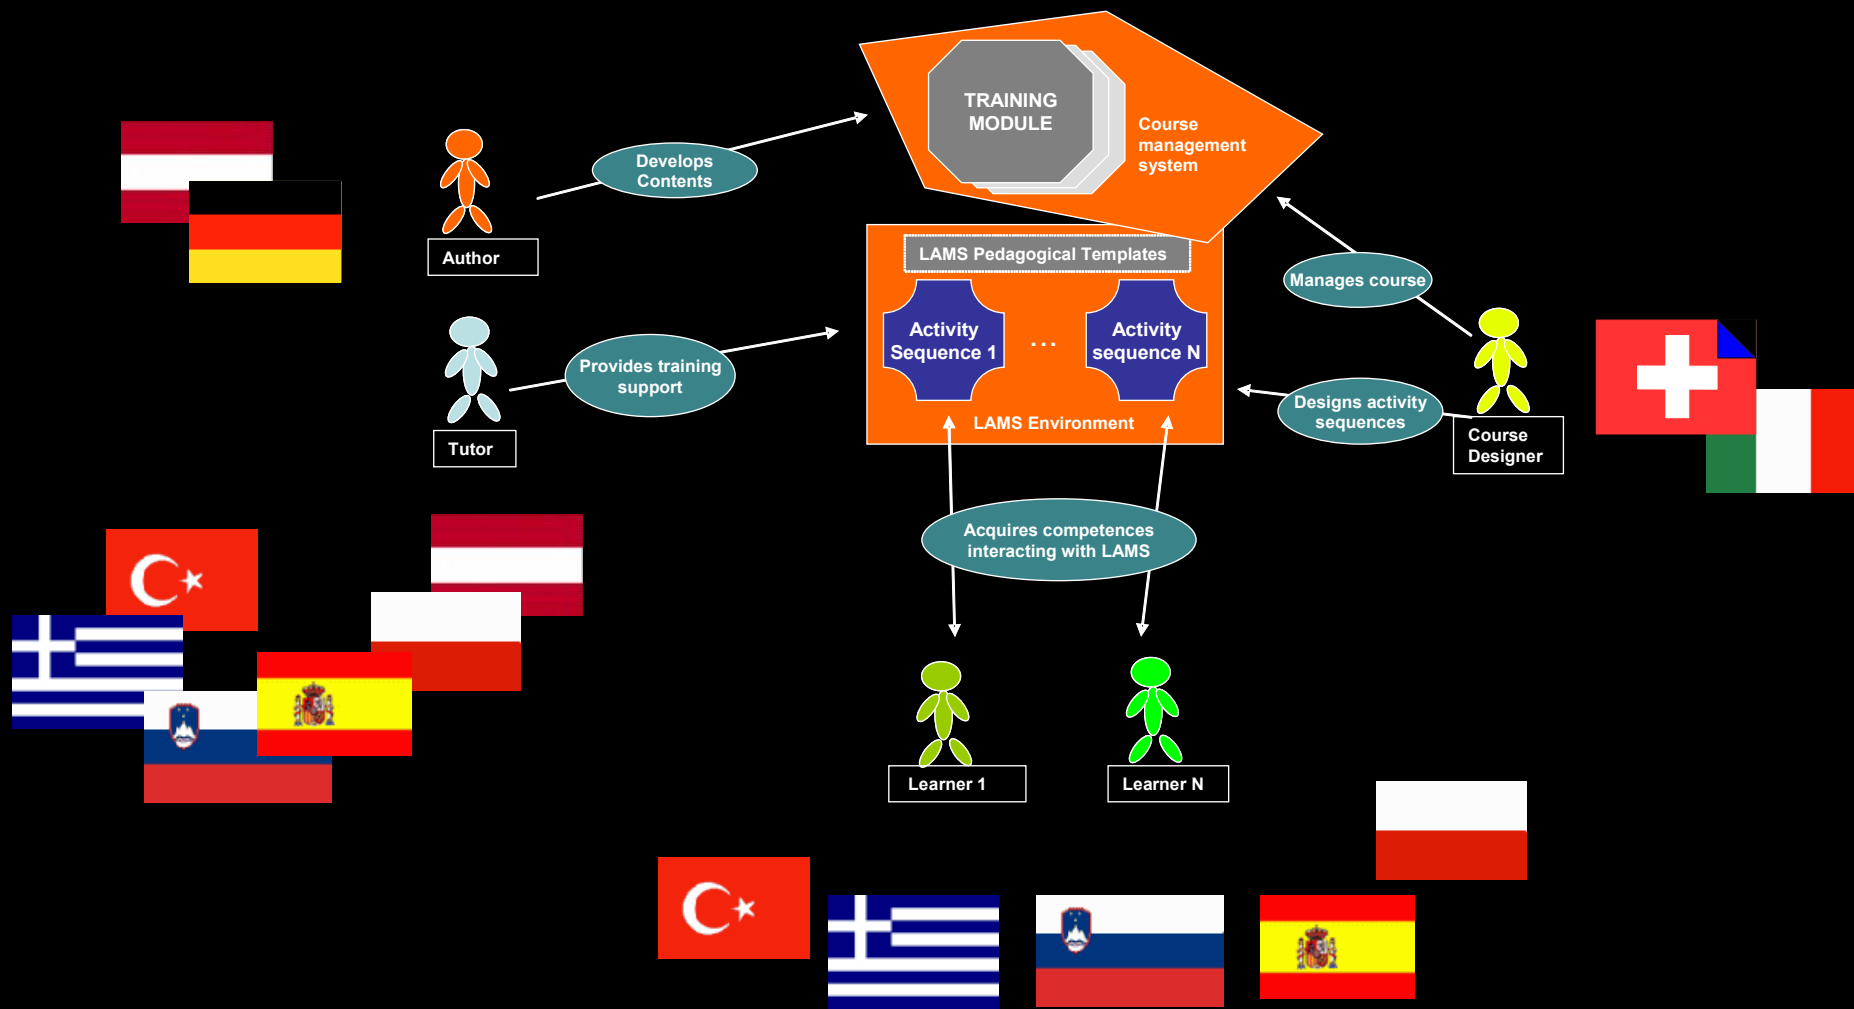 TRAINING
MODULE
Course
management
system
Develops
Contents
Author
LAMS Pedagogical Templates
Manages course
Activity
Sequence 1
...
Activity
sequence N
Provides training
support
Designs activity
sequences
LAMS Environment
Tutor
Course
Designer
Acquires competences
interacting with LAMS
Learner 1
Learner N